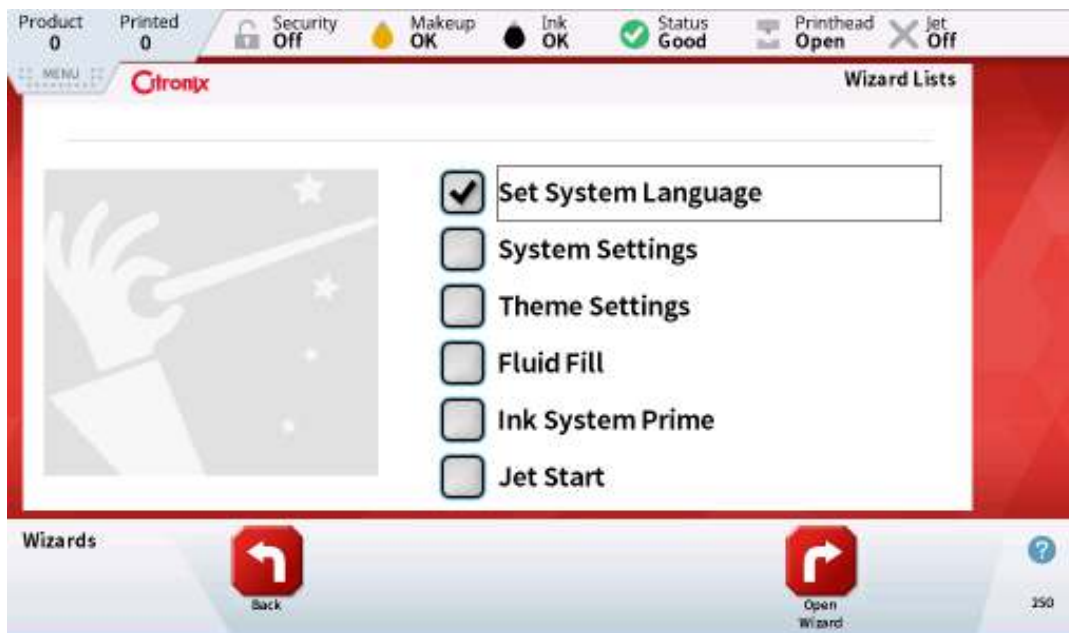 Product Printed Security Makeup Ink Status Printhead Jet
0 0 Off OK OK Good Open Off
MENU
Citronix Wizard Lists
Set System Language
System Settings
Theme Settings
Fluid Fill
Ink System Prime
Jet Start
Wizards
?
Back Open 250
Wizard